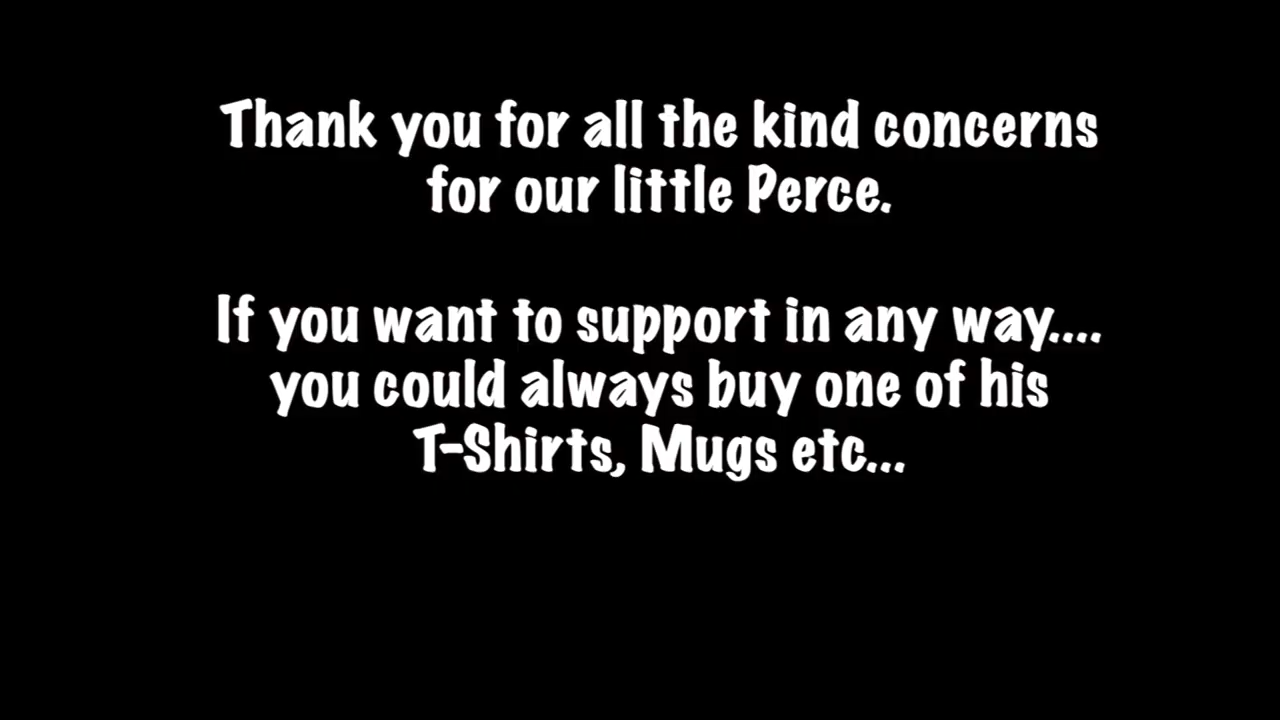 Thank you for all the kind concerns
for our little Perce.
If you want to support in any way....
you could always buy one of his
T-Shirts, Mugs etc...